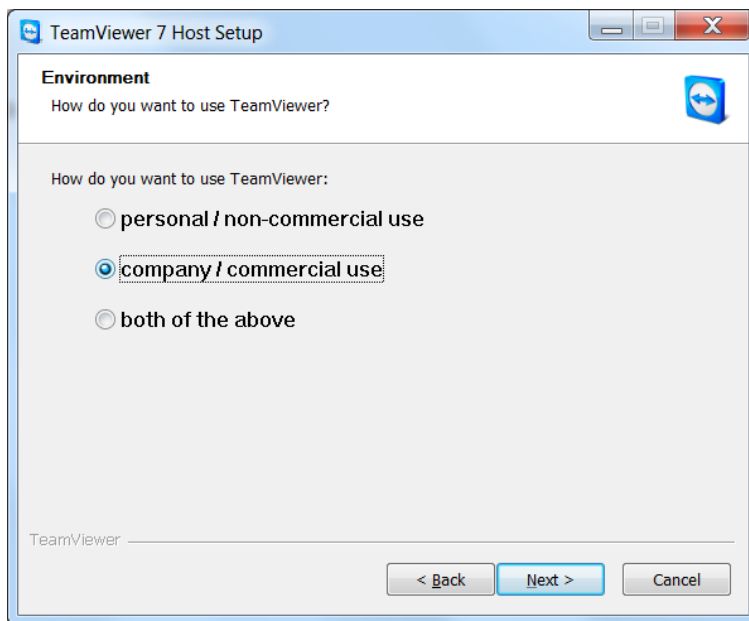 TeamViewer 7 Host Setup
Environment
How do you want to use TeamViewer?
How do you want to use TeamViewer:
personal / non-commercial use
company / commercial use
both of the above
TeamViewer
< Back Next > Cancel